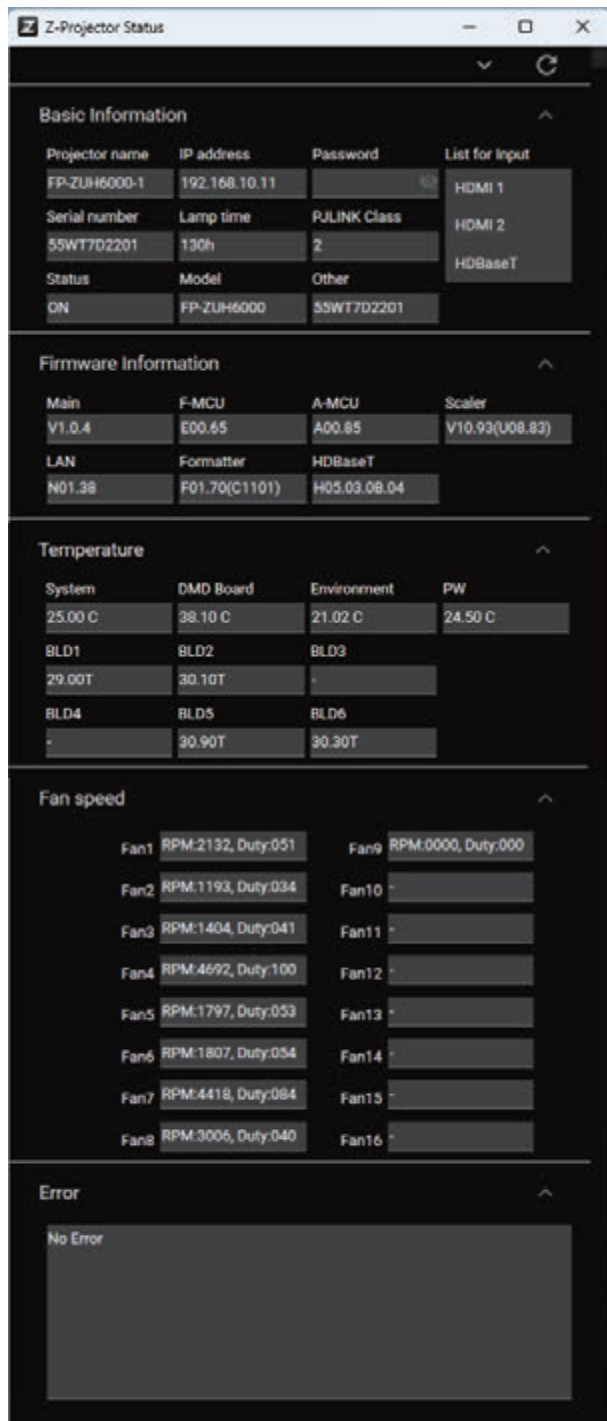 Z-Projector Status
Basic Information
Projector name IP address Password List for Input
FP-ZUH6000-1 192.168.10.11 HDMI 1
Serial number Lamp time PJLINK Class HDMI 2
55WT7D2201 130h 2 HDBaseT
Status Model Other
ON FP-ZUH6000 55WT7D2201
Firmware Information
Main F-MCU A-MCU Scaler
V1.0.4 E00.65 A00.85 V10.93(U08.83)
LAN Formatter HDBaseT
N01.38 F01.70(C1101) H05.03.0B.04
Temperature
System DMD Board Environment PW
25.00 C 38.10 C 21.02 C 24.50 C
BLD1 BLD2 BLD3
29.00T 30.10T -
BLD4 BLD5 BLD6
- 30.90T 30.30T
Fan speed
Fan1 RPM:2132, Duty:051 Fan9 RPM:0000, Duty:000
Fan2 RPM:1193, Duty:034 Fan10 -
Fan3 RPM:1404, Duty:041 Fan11 -
Fan4 RPM:4692, Duty:100 Fan12 -
Fan5 RPM:1797, Duty:053 Fan13 -
Fan6 RPM:1807, Duty:054 Fan14 -
Fan7 RPM:4418, Duty:084 Fan15 -
Fan8 RPM:3006, Duty:040 Fan16 -
Error
No Error